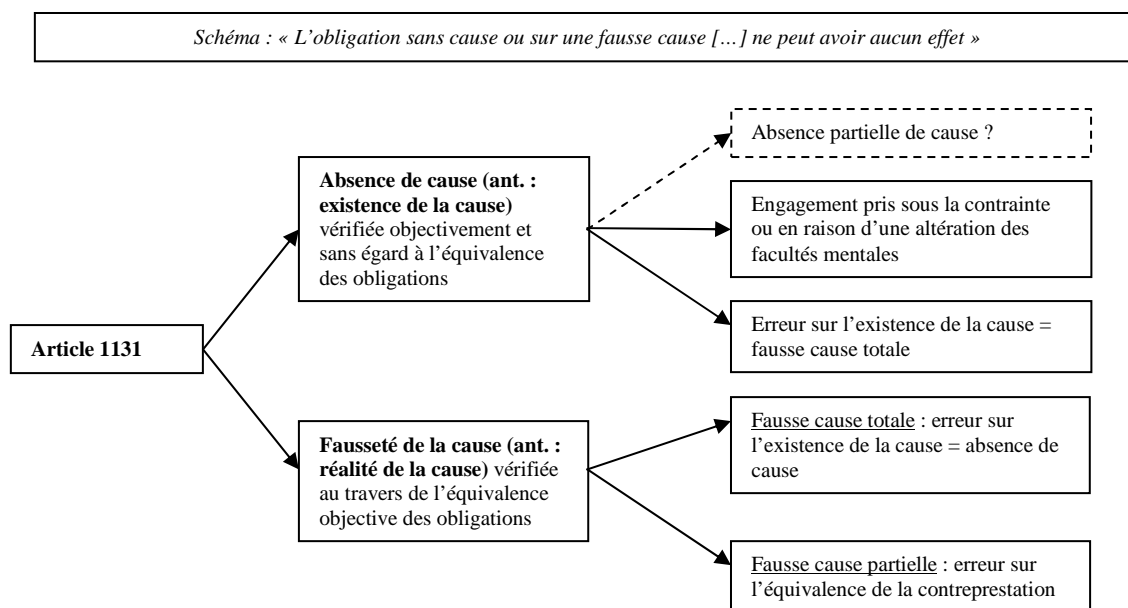 Schéma : « L'obligation sans cause ou sur une fausse cause […] ne peut avoir aucun effet »
Absence partielle de cause ?
Absence de cause (ant. :
existence de la cause)
vérifiée objectivement et
sans égard à l'équivalence
des obligations
Engagement pris sous la contrainte
ou en raison d'une altération des
facultés mentales
Erreur sur l'existence de la cause =
fausse cause totale
Article 1131
Fausseté de la cause (ant. :
réalité de la cause) vérifiée
au travers de l'équivalence
objective des obligations
Fausse cause totale : erreur sur
l'existence de la cause = absence de
cause
Fausse cause partielle : erreur sur
l'équivalence de la contreprestation